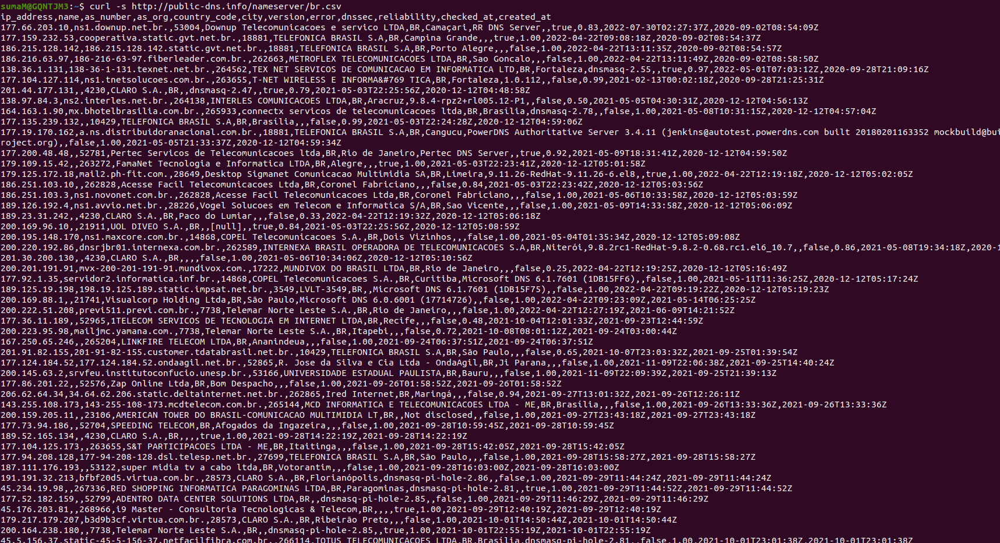 sumaM@GQNTJM3:~$ curl -s http://public-dns.info/nameserver/br.csv
ip_address,name,as_number,as_org,country_code,city,version,error,dnssec,reliability,checked_at,created_at
177.66.203.10,ns1.downup.net.br.,53004,Downup Telecomunicacoes e servico LTDA,BR,Camaçari,RR DNS Server,,true,0.83,2022-07-30T02:27:37Z,2020-09-02T08:54:09Z
177.159.232.53,cooperativa.static.gvt.net.br.,18881,TELEFONICA BRASIL S.A,BR,Campina Grande,,,true,1.00,2022-04-22T09:08:18Z,2020-09-02T08:54:37Z
186.215.128.142,186.215.128.142.static.gvt.net.br.,18881,TELEFONICA BRASIL S.A,BR,Porto Alegre,,,false,1.00,2022-04-22T13:11:35Z,2020-09-02T08:54:57Z
186.216.63.97,186-216-63-97.fiberleader.com.br.,262663,METROFLEX TELECOMUNICACOES LTDA,BR,Sao Goncalo,,,false,1.00,2022-04-22T13:11:49Z,2020-09-02T08:58:50Z
138.36.1.131,138-36-1-131.texnet.net.br.,264562,TEX NET SERVICOS DE COMUNICACAO EM INFORMATICA LTD,BR,Fortaleza,dnsmasq-2.55,,true,0.97,2022-05-01T07:03:12Z,2020-09-28T21:09:16Z
177.104.127.114,ns1.tnetsolucoes.com.br.,263655,T-NET WIRELESS E INFORMA&#769 TICA,BR,Fortaleza,1.0.112,,false,0.99,2021-02-13T00:02:18Z,2020-09-28T21:25:31Z
201.44.177.131,,4230,CLARO S.A.,BR,,dnsmasq-2.47,,true,0.79,2021-05-03T22:25:56Z,2020-12-12T04:48:58Z
138.97.84.3,ns2.interles.net.br.,264138,INTERLES COMUNICACOES LTDA,BR,Aracruz,9.8.4-rpz2+rl005.12-P1,,false,0.50,2021-05-05T04:30:31Z,2020-12-12T04:56:13Z
164.163.1.90,mx.bhotelbrasilia.com.br.,265933,connectx servicos de telecomunicacoes ltda,BR,Brasília,dnsmasq-2.78,,false,1.00,2021-05-08T10:31:15Z,2020-12-12T04:57:04Z
177.135.239.132,,10429,TELEFONICA BRASIL S.A,BR,Brasília,,,false,0.99,2021-05-03T22:24:28Z,2020-12-12T04:59:06Z
177.19.170.162,a.ns.distribuidoranacional.com.br.,18881,TELEFONICA BRASIL S.A,BR,Cangucu,PowerDNS Authoritative Server 3.4.11 (jenkins@autotest.powerdns.com built 20180201163352 mockbuild@bui
roject.org),,false,1.00,2021-05-05T21:33:37Z,2020-12-12T04:59:34Z
177.200.48.48,,52781,Pertec Servicos de Telecomunicacoes ltda,BR,Rio de Janeiro,Pertec DNS Server,,true,0.92,2021-05-09T18:31:41Z,2020-12-12T04:59:50Z
179.109.15.42,,263272,FamaNet Tecnologia e Informatica LTDA,BR,Alegre,,,true,1.00,2021-05-03T22:23:41Z,2020-12-12T05:01:58Z
179.125.172.18,mail2.ph-fit.com.,28649,Desktop Sigmanet Comunicacao Multimidia SA,BR,Limeira,9.11.26-RedHat-9.11.26-6.el8,,true,1.00,2022-04-22T12:19:18Z,2020-12-12T05:02:05Z
186.251.103.10,,262828,Acesse Facil Telecomunicacoes Ltda,BR,Coronel Fabriciano,,,false,0.84,2021-05-03T22:23:42Z,2020-12-12T05:03:56Z
186.251.103.3,ns1.novonet.com.br.,262828,Acesse Facil Telecomunicacoes Ltda,BR,Coronel Fabriciano,,,false,1.00,2021-05-06T10:33:58Z,2020-12-12T05:03:59Z
189.126.192.4,ns1.avvio.net.br.,28226,Vogel Solucoes em Telecom e Informatica S/A,BR,Sao Vicente,,,false,1.00,2021-05-09T14:33:58Z,2020-12-12T05:06:09Z
189.23.31.242,,4230,CLARO S.A.,BR,Paco do Lumiar,,,false,0.33,2022-04-22T12:19:32Z,2020-12-12T05:06:18Z
200.169.96.10,,21911,UOL DIVEO S.A.,BR,,[null],,true,0.84,2021-05-03T22:25:56Z,2020-12-12T05:08:59Z
200.195.148.170,ns1.maxcore.com.br.,14868,COPEL Telecomunicacoes S.A.,BR,Dois Vizinhos,,,false,1.00,2021-05-04T01:35:34Z,2020-12-12T05:09:08Z
200.220.192.86,dnsrjbr01.internexa.com.br.,262589,INTERNEXA BRASIL OPERADORA DE TELECOMUNICACOES S.A,BR,Niterói,9.8.2rc1-RedHat-9.8.2-0.68.rc1.el6_10.7,,false,0.86,2021-05-08T19:34:18Z,2020-1
201.30.200.130,,4230,CLARO S.A.,BR,,,,false,1.00,2021-05-06T10:34:06Z,2020-12-12T05:10:56Z
200.201.191.91,mvx-200-201-191-91.mundivox.com.,17222,MUNDIVOX DO BRASIL LTDA,BR,Rio de Janeiro,,,false,0.25,2022-04-22T12:19:25Z,2020-12-12T05:16:49Z
177.92.1.35,servidor2.informatica.inf.br.,14868,COPEL Telecomunicacoes S.A.,BR,Curitiba,Microsoft DNS 6.1.7601 (1DB15FF6),,false,1.00,2021-05-11T11:36:25Z,2020-12-12T05:17:24Z
189.125.19.198,198.19.125.189.static.impsat.net.br.,3549,LVLT-3549,BR,,Microsoft DNS 6.1.7601 (1DB15F75),,false,1.00,2022-04-22T09:19:22Z,2020-12-12T05:19:23Z
200.169.88.1,,21741,Visualcorp Holding Ltda,BR,São Paulo,Microsoft DNS 6.0.6001 (17714726),,false,1.00,2022-04-22T09:23:09Z,2021-05-14T06:25:25Z
200.222.51.208,previ511.previ.com.br.,7738,Telemar Norte Leste S.A.,BR,Rio de Janeiro,,,false,1.00,2022-04-22T12:27:19Z,2021-06-09T14:21:52Z
177.36.11.189,,52965,1TELECOM SERVICOS DE TECNOLOGIA EM INTERNET LTDA,BR,Recife,,,false,0.48,2021-10-04T12:01:33Z,2021-09-23T12:44:59Z
200.223.95.98,mailjmc.yamana.com.,7738,Telemar Norte Leste S.A.,BR,Itapebi,,,false,0.72,2021-10-08T08:01:12Z,2021-09-24T03:00:44Z
167.250.65.246,,265204,LINKFIRE TELECOM LTDA,BR,Ananindeua,,,false,1.00,2021-09-24T06:37:51Z,2021-09-24T06:37:51Z
201.91.82.155,201-91-82-155.customer.tdatabrasil.net.br.,10429,TELEFONICA BRASIL S.A,BR,São Paulo,,,false,0.65,2021-10-07T23:03:32Z,2021-09-25T01:39:54Z
177.124.184.52,177.124.184.52.ondaagil.net.br.,52865,R. Jose da Silva e Cia Ltda - OndaAgil,BR,Ji Parana,,,false,1.00,2021-11-09T22:06:38Z,2021-09-25T14:40:24Z
200.145.63.2,srvfeu.institutoconfucio.unesp.br.,53166,UNIVERSIDADE ESTADUAL PAULISTA,BR,Bauru,,,false,1.00,2021-11-09T22:09:39Z,2021-09-25T21:39:13Z
177.86.201.22,,52576,Zap Online Ltda,BR,Bom Despacho,,,false,1.00,2021-09-26T01:58:52Z,2021-09-26T01:58:52Z
206.62.64.34,34.64.62.206.static.deltainternet.net.br.,262865,Ired Internet,BR,Maringá,,,false,0.94,2021-09-27T13:01:32Z,2021-09-26T12:26:11Z
143.255.108.173,143-255-108-173.mcdtelecom.com.br.,265144,MCD INFORMATICA E TELECOMUNICACOES LTDA - ME,BR,Brasília,,,false,1.00,2021-09-26T13:33:36Z,2021-09-26T13:33:36Z
200.159.205.11,,23106,AMERICAN TOWER DO BRASIL-COMUNICACAO MULTIMIDIA LT,BR,,Not disclosed,,false,1.00,2021-09-27T23:43:18Z,2021-09-27T23:43:18Z
177.73.94.186,,52704,SPEEDING TELECOM,BR,Afogados da Ingazeira,,,false,1.00,2021-09-28T10:59:45Z,2021-09-28T10:59:45Z
189.52.165.134,,4230,CLARO S.A.,BR,,,,true,1.00,2021-09-28T14:22:19Z,2021-09-28T14:22:19Z
177.104.125.173,,263655,S&T PARTICIPACOES LTDA - ME,BR,Itaitinga,,,false,1.00,2021-09-28T15:42:05Z,2021-09-28T15:42:05Z
177.94.208.128,177-94-208-128.dsl.telesp.net.br.,27699,TELEFONICA BRASIL S.A,BR,São Paulo,,,false,1.00,2021-09-28T15:58:27Z,2021-09-28T15:58:27Z
187.111.176.193,,53122,super midia tv a cabo ltda,BR,Votorantim,,,false,1.00,2021-09-28T16:03:00Z,2021-09-28T16:03:00Z
191.191.32.213,bfbf20d5.virtua.com.br.,28573,CLARO S.A.,BR,Florianópolis,dnsmasq-pi-hole-2.86,,false,1.00,2021-09-29T11:44:24Z,2021-09-29T11:44:24Z
45.234.19.98,,267336,RED SHOPPING INFORMATICA PARAGOMINAS LTDA,BR,Paragominas,dnsmasq-pi-hole-2.81,,true,1.00,2021-09-29T11:44:52Z,2021-09-29T11:44:52Z
177.52.182.159,,52799,ADENTRO DATA CENTER SOLUTIONS LTDA,BR,,dnsmasq-pi-hole-2.85,,false,1.00,2021-09-29T11:46:29Z,2021-09-29T11:46:29Z
45.176.203.81,,268966,i9 Master - Consultoria Tecnologicas & Telecom,BR,,,,true,1.00,2021-09-29T12:40:19Z,2021-09-29T12:40:19Z
179.217.179.207,b3d9b3cf.virtua.com.br.,28573,CLARO S.A.,BR,Ribeirão Preto,,,false,1.00,2021-10-01T14:50:44Z,2021-10-01T14:50:44Z
200.164.238.180,,7738,Telemar Norte Leste S.A.,BR,,dnsmasq-pi-hole-2.85,,true,1.00,2021-10-01T22:55:19Z,2021-10-01T22:55:19Z
45.5.156.37,static-45-5-156-37.netfacilfibra.com.br.,266114,TOTUS TELECOMUNICACOES LTDA,BR,Brasília,dnsmasq-pi-hole-2.81,,false,1.00,2021-10-01T23:01:38Z,2021-10-01T23:01:38Z